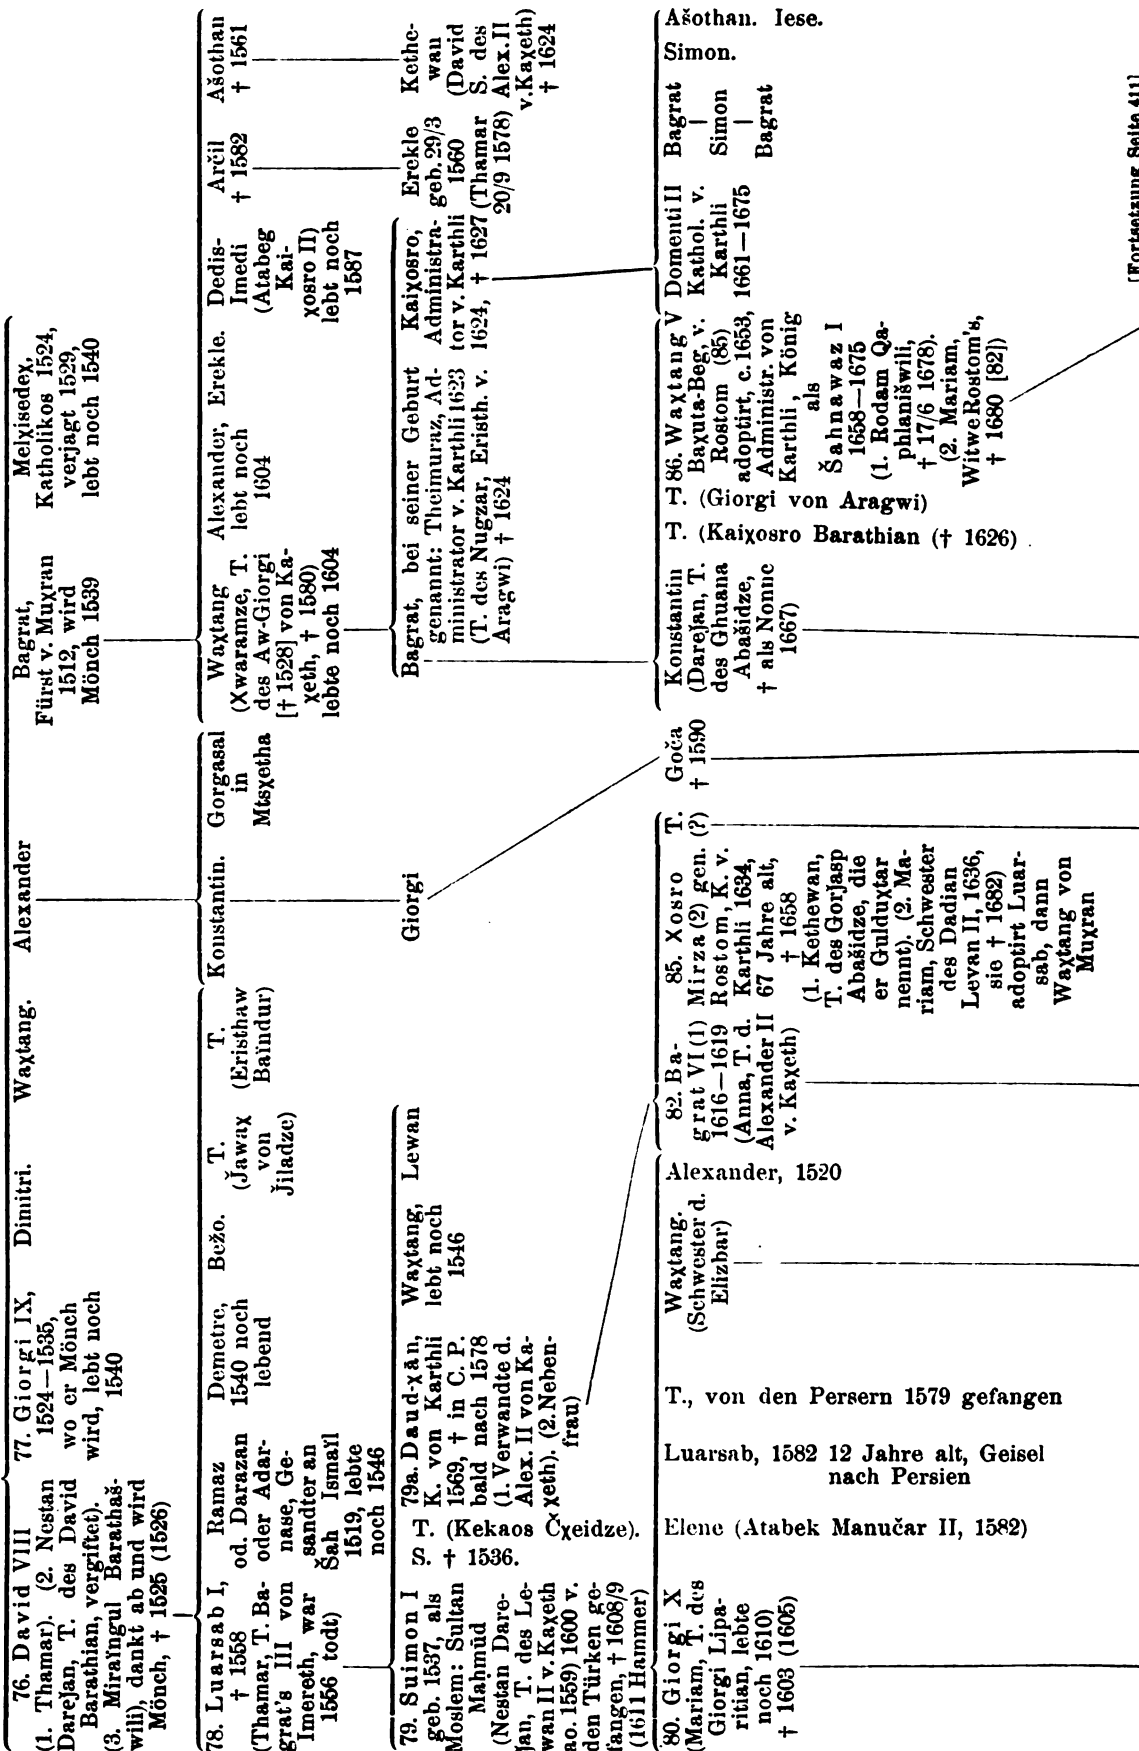 76. David VIII
(1. Thamar). (2. Nestan
Darejan, T. des David
Barathian, vergiftet).
(3. Miraïngul Barathaš-
wili), dankt ab und wird
Mönch, † 1525 (1526)
77. Giorgi IX,
1524—1535,
wo er Mönch
wird, lebt noch
1540
Dimitri.
Waχtang.
Alexander
Bagrat,
Fürst v. Muχran
1512, wird
Mönch 1539
Melχisedeχ,
Katholikos 1524,
verjagt 1529,
lebt noch 1540
78. Luarsab I,
† 1558
(Thamar, T. Ba-
grat's III von
Imereth, war
1556 todt)
Ramaz
od. Darazan
oder Adar-
nase, Ge-
sandter an
Šah Ismaïl
1519, lebte
noch 1546
Demetre,
1540 noch
lebend
Bežo.
T.
(J̌awaχ
von
J̌iladze)
T.
(Eristhaw
Baïndur)
Konstantin.
Gorgasal
in
Mtsχetha
Waχtang
(Xwaramze, T.
des Aw-Giorgi
[† 1528] von Ka-
χeth, † 1580)
lebte noch 1604
Alexander,
lebt noch
1604
Erekle.
Dedis-
Imedi
(Atabeg
Kai-
χosro II)
lebt noch
1587
Arčil
† 1582
Ašothan
† 1561
79. Suimon I
geb. 1537, als
Moslem: Sultan
Maḥmūd
(Nestan Dare-
ǰan, T. des Le-
wan II v. Kaχeth
ao. 1559) 1600 v.
den Türken ge-
fangen, † 1608/9
(1611 Hammer)
T. (Kekaos Čχeidze).
S. † 1536.
79a. Daud-χān,
K. von Karthli
1569, † in C. P.
bald nach 1578
(1. Verwandte d.
Alex. II von Ka-
χeth). (2. Neben-
frau)
Waχtang,
lebt noch
1546
Lewan
Giorgi
Bagrat, bei seiner Geburt
genannt: Theimuraz, Ad-
ministrator v. Karthli 1623
(T. des Nugzar, Eristh. v.
Aragwi) † 1624
Kaiχosro,
Administra-
tor v. Karthli
1624, † 1627
Erekle
geb. 29/3
1560
(Thamar
20/9 1578)
Kethe-
wan
(David
S. des
Alex. II
v. Kaχeth)
† 1624
80. Giorgi X
(Mariam, T. des
Giorgi Lipa-
ritian, lebte
noch 1610)
† 1603 (1605)
Elene (Atabek Manučar II, 1582)
Luarsab, 1582 12 Jahre alt, Geisel
nach Persien
T., von den Persern 1579 gefangen
Waχtang.
(Schwester d.
Elizbar)
Alexander, 1520
82. Ba-
grat VI (1)
1616—1619
(Anna, T. d.
Alexander II
v. Kaχeth)
85. Xosro
Mirza (2) gen.
Rostom, K. v.
Karthli 1634,
67 Jahre alt,
† 1658
(1. Kethewan,
T. des Gorǰasp
Abašidze, die
er Gulduχtar
nennt). (2. Ma-
riam, Schwester
des Dadian
Levan II, 1636,
sie † 1682)
adoptirt Luar-
sab, dann
Waχtang von
Muχran
T.
(?)
Goča
† 1590
Konstantin
(Dareǰan, T.
des Ghuana
Abašidze,
† als Nonne
1667)
T. (Kaiχosro Barathian († 1626)
T. (Giorgi von Aragwi)
86. Waχtang V
Baχuta-Beg, v.
Rostom (85)
adoptirt, c. 1653,
Administr. von
Karthli, König
als
Šahnawaz I
1658—1675
(1. Rodam Qa-
phlanišwili,
† 17/6 1678).
(2. Mariam,
Witwe Rostom's,
† 1680 [82])
Domenti II
Kathol. v.
Karthli
1661—1675
Bagrat
Simon
Bagrat
Simon.
Ašothan. Iese.
[Fortsetzung Seite 411]